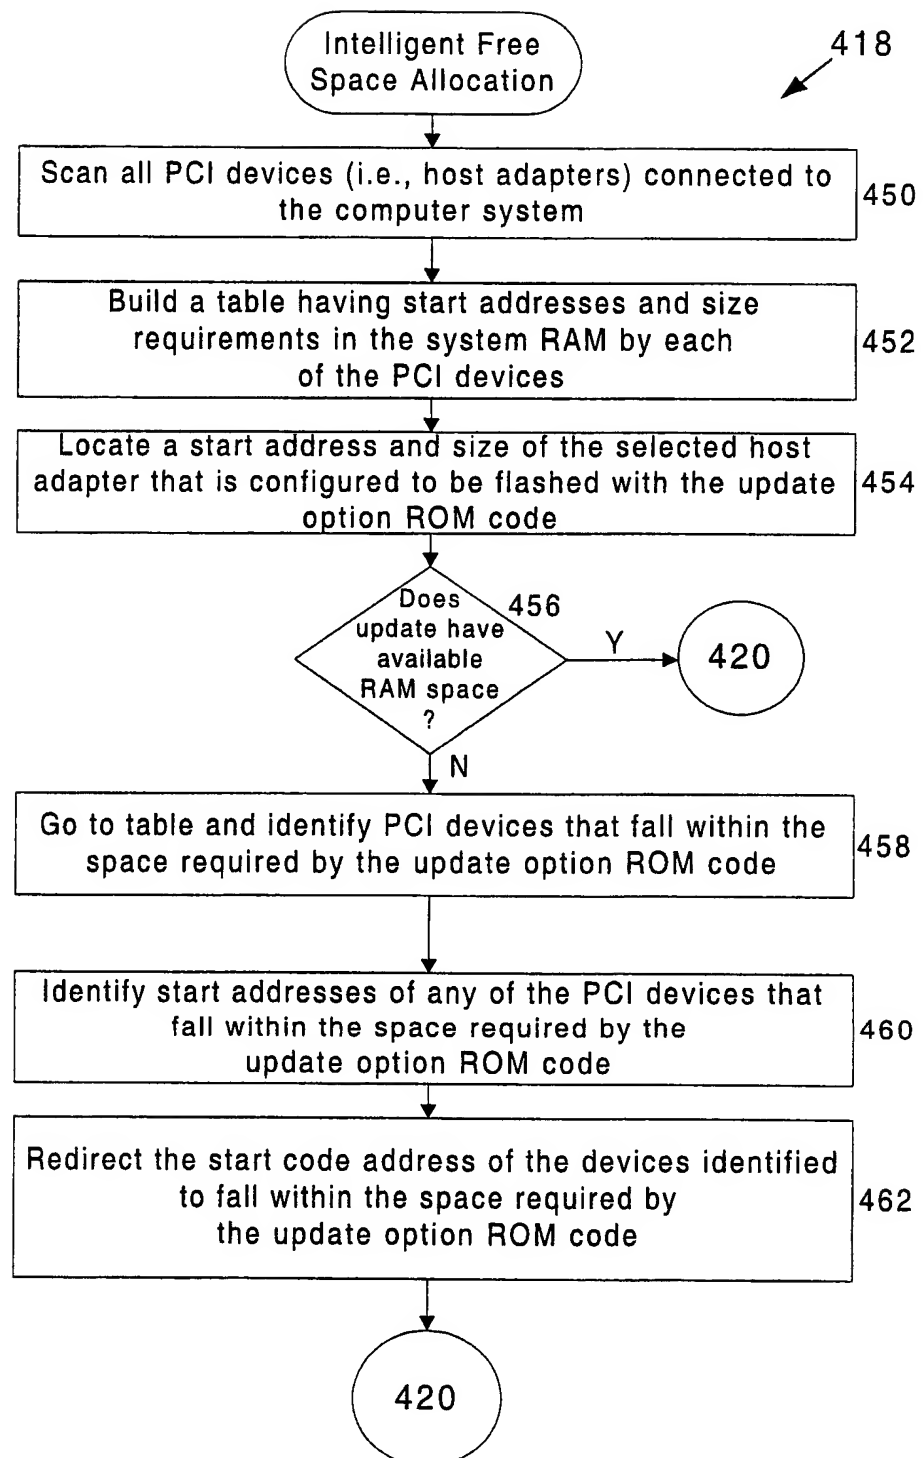 Intelligent Free
Space Allocation
418
Scan all PCI devices (i.e., host adapters) connected to
the computer system
450
Build a table having start addresses and size
requirements in the system RAM by each
of the PCI devices
452
Locate a start address and size of the selected host
adapter that is configured to be flashed with the update
option ROM code
454
Does
update have
available
RAM space
?
456
Y
420
N
Go to table and identify PCI devices that fall within the
space required by the update option ROM code
458
Identify start addresses of any of the PCI devices that
fall within the space required by the
update option ROM code
460
Redirect the start code address of the devices identified
to fall within the space required by
the update option ROM code
462
420